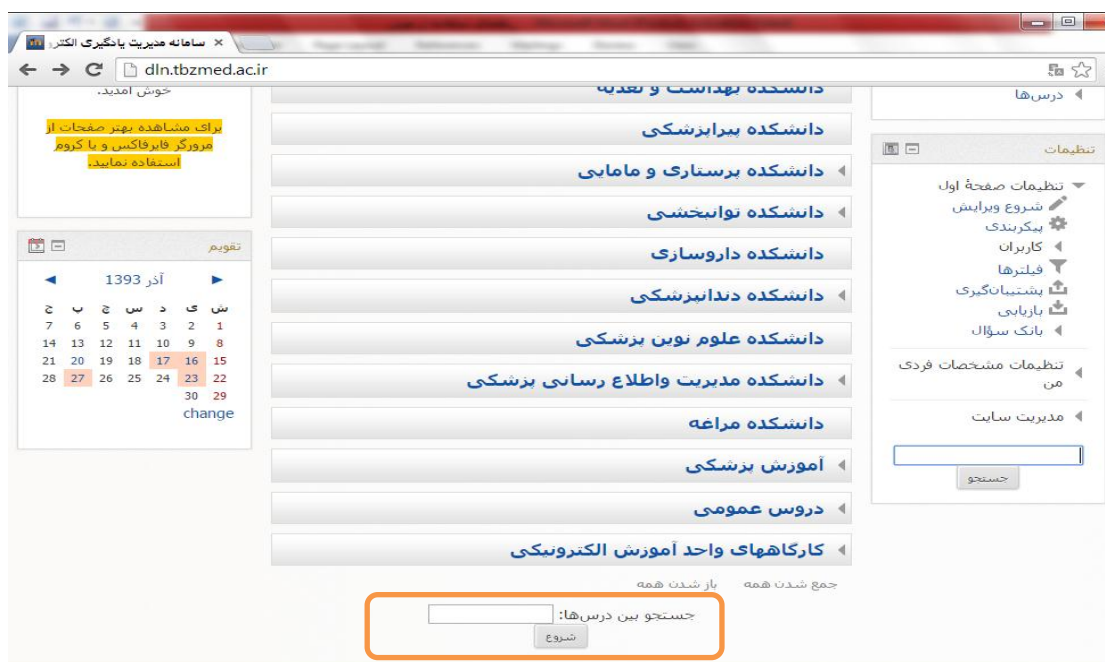 سامانه مدیریت یادگیری الکتر
dln.tbzmed.ac.ir
درس‌ها
تنظیمات
تنظیمات صفحهٔ اول
شروع ویرایش
پیکربندی
کاربران
فیلترها
پشتیبان‌گیری
بازیابی
بانک سؤال
تنظیمات مشخصات فردی
من
مدیریت سایت
جستجو
دانشکده بهداشت و تغذیه
دانشکده پیراپزشکی
دانشکده پرستاری و مامایی
دانشکده توانبخشی
دانشکده داروسازی
دانشکده دندانپزشکی
دانشکده علوم نوین پزشکی
دانشکده مدیریت واطلاع رسانی پزشکی
دانشکده مراغه
آموزش پزشکی
دروس عمومی
کارگاههای واحد آموزش الکترونیکی
جمع شدن همه باز شدن همه
جستجو بین درس‌ها:
شروع
خوش آمدید.
برای مشاهده بهتر صفحات از
مرورگر فایرفاکس و یا کروم
استفاده نمایید.
تقویم
آذر 1393
ش ی د س چ پ ج
1 2 3 4 5 6 7
8 9 10 11 12 13 14
15 16 17 18 19 20 21
22 23 24 25 26 27 28
29 30
change